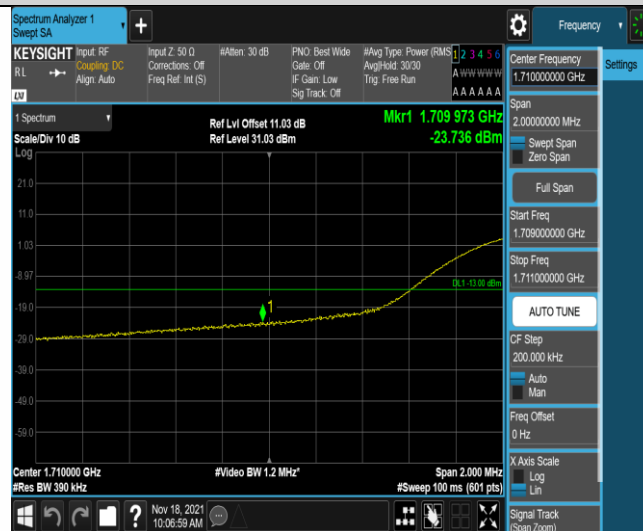 Spectrum Analyzer 1
Swept SA
+
Frequency
KEYSIGHT
RL
LXI
Input: RF
Coupling: DC
Align: Auto
Input Z: 50 Ω
Corrections: Off
Freq Ref: Int (S)
#Atten: 30 dB
PNO: Best Wide
Gate: Off
IF Gain: Low
Sig Track: Off
#Avg Type: Power (RMS
Avg|Hold: 30/30
Trig: Free Run
1 2 3 4 5 6
A W W W W W
A A A A A A
1 Spectrum
Scale/Div 10 dB
Log
Ref Lvl Offset 11.03 dB
Ref Level 31.03 dBm
Mkr1 1.709 973 GHz
-23.736 dBm
21.0
11.0
1.03
-8.97
-19.0
-29.0
-39.0
-49.0
-59.0
DL1 -13.00 dBm
1
Center 1.710000 GHz
#Res BW 390 kHz
#Video BW 1.2 MHz*
Span 2.000 MHz
#Sweep 100 ms (601 pts)
Nov 18, 2021
10:06:59 AM
Center Frequency
1.710000000 GHz
Span
2.00000000 MHz
Swept Span
Zero Span
Full Span
Start Freq
1.709000000 GHz
Stop Freq
1.711000000 GHz
AUTO TUNE
CF Step
200.000 kHz
Auto
Man
Freq Offset
0 Hz
X Axis Scale
Log
Lin
Signal Track
(Span Zoom)
Settings